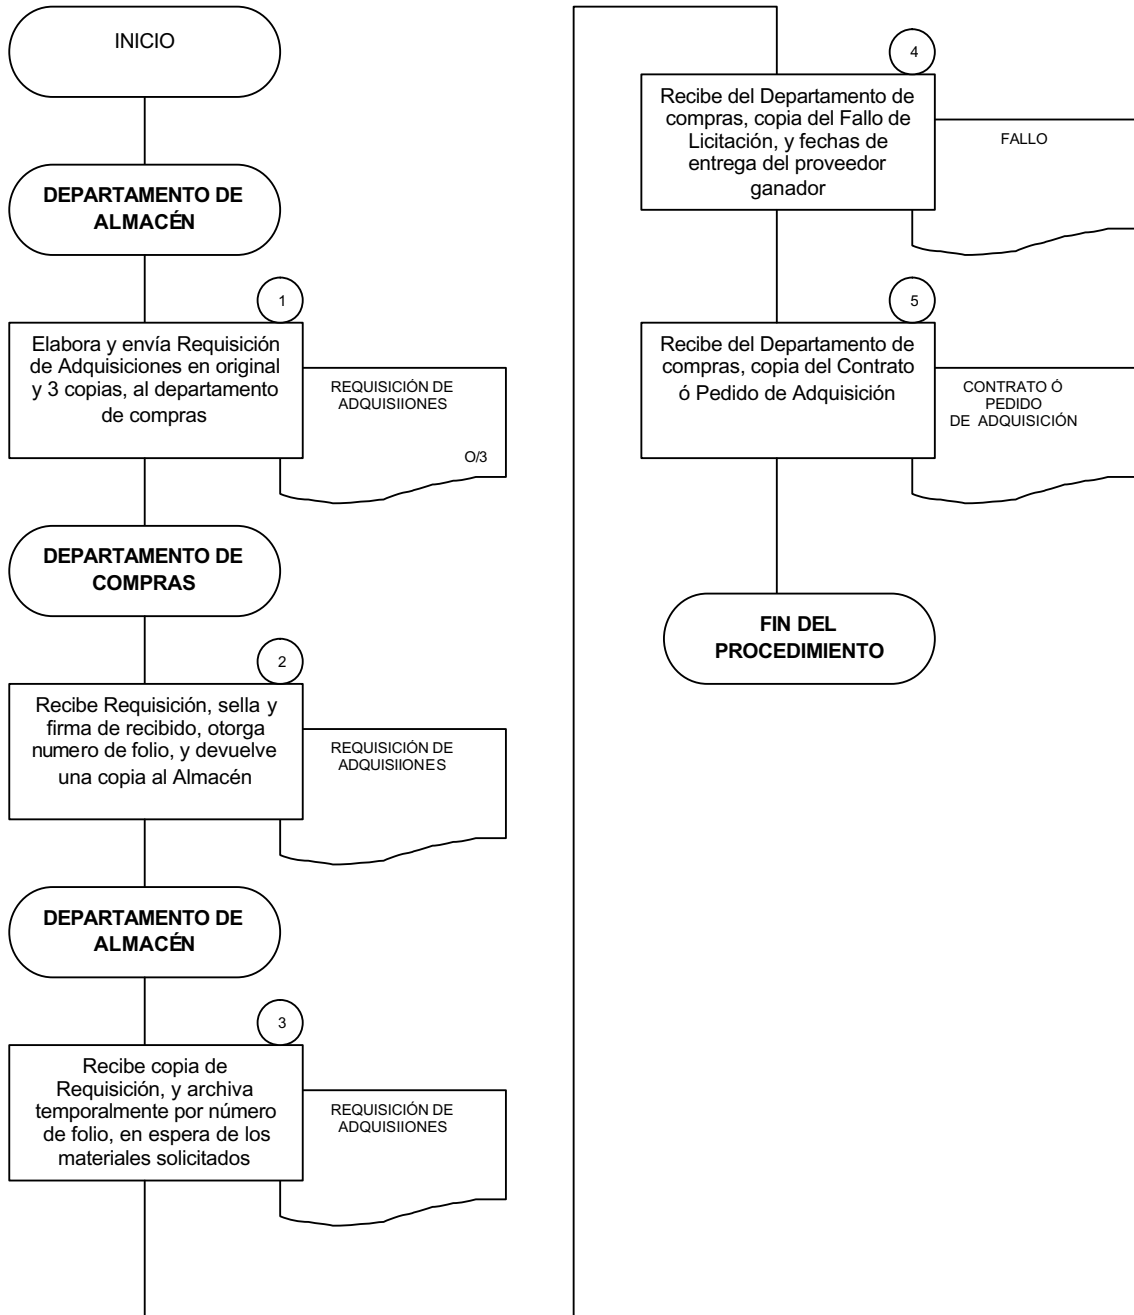 INICIO
DEPARTAMENTO DE
ALMACÉN
1
Elabora y envía Requisición
de Adquisiciones en original
y 3 copias, al departamento
de compras
REQUISICIÓN DE
ADQUISIIONES
O/3
DEPARTAMENTO DE
COMPRAS
2
Recibe Requisición, sella y
firma de recibido, otorga
numero de folio, y devuelve
una copia al Almacén
REQUISICIÓN DE
ADQUISIIONES
DEPARTAMENTO DE
ALMACÉN
3
Recibe copia de
Requisición, y archiva
temporalmente por número
de folio, en espera de los
materiales solicitados
REQUISICIÓN DE
ADQUISIIONES
4
Recibe del Departamento de
compras, copia del Fallo de
Licitación, y fechas de
entrega del proveedor
ganador
FALLO
5
Recibe del Departamento de
compras, copia del Contrato
ó Pedido de Adquisición
CONTRATO Ó
PEDIDO
DE ADQUISICIÓN
FIN DEL
PROCEDIMIENTO